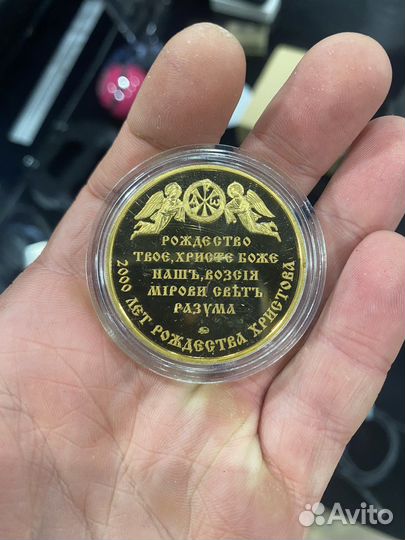 Α Ѡ
РОЖДЕСТВО
ТВОЕ, ХРИСТЕ БОЖЕ
НАШЪ, ВОЗСІЯ
МІРОВИ СВѢТЪ
РАЗУМА
2000 ЛЕТ РОЖДЕСТВА ХРИСТОВА
Avito